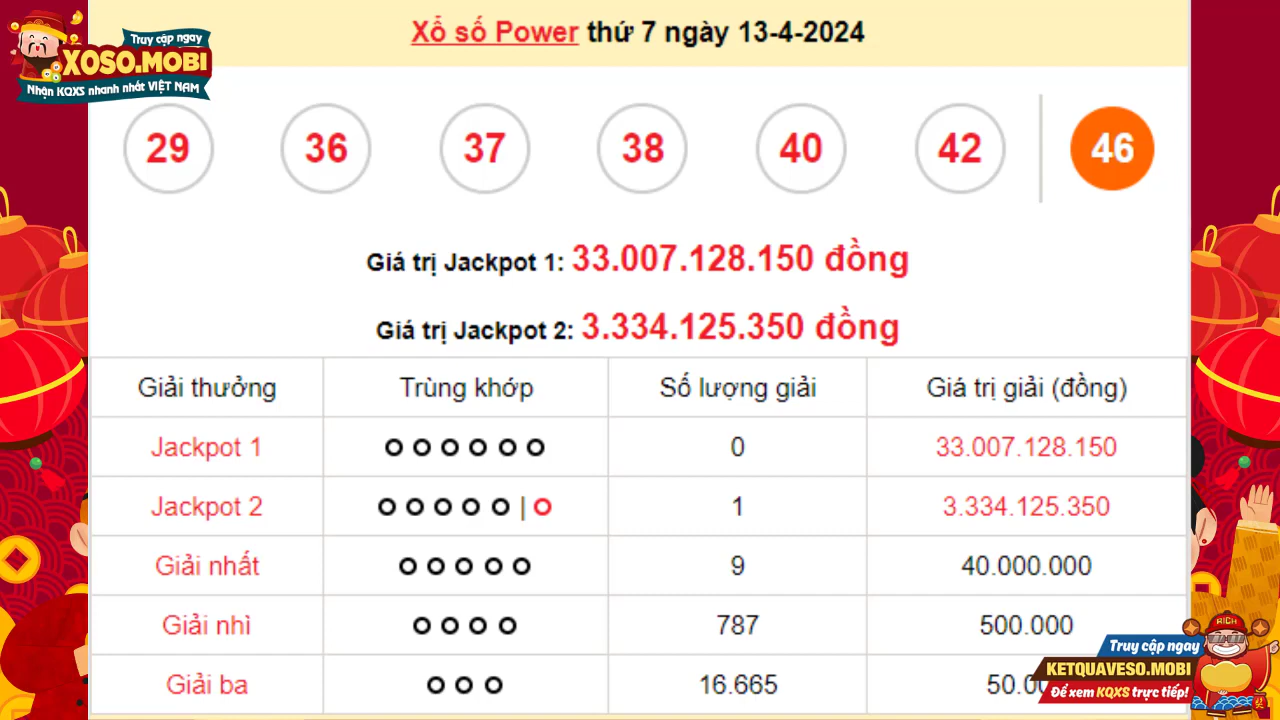 Xổ số Power thứ 7 ngày 13-4-2024
Truy cập ngay
XOSO.MOBI
Nhận KQXS nhanh nhất VIỆT NAM
29 36 37 38 40 42 46
Giá trị Jackpot 1: 33.007.128.150 đồng
Giá trị Jackpot 2: 3.334.125.350 đồng
Giải thưởng Trùng khớp Số lượng giải Giá trị giải (đồng)
Jackpot 1 0 33.007.128.150
Jackpot 2 | 1 3.334.125.350
Giải nhất 9 40.000.000
Giải nhì 787 500.000
Giải ba 16.665
RICH
Truy cập ngay
KETQUAVESO.MOBI
Để xem KQXS trực tiếp!